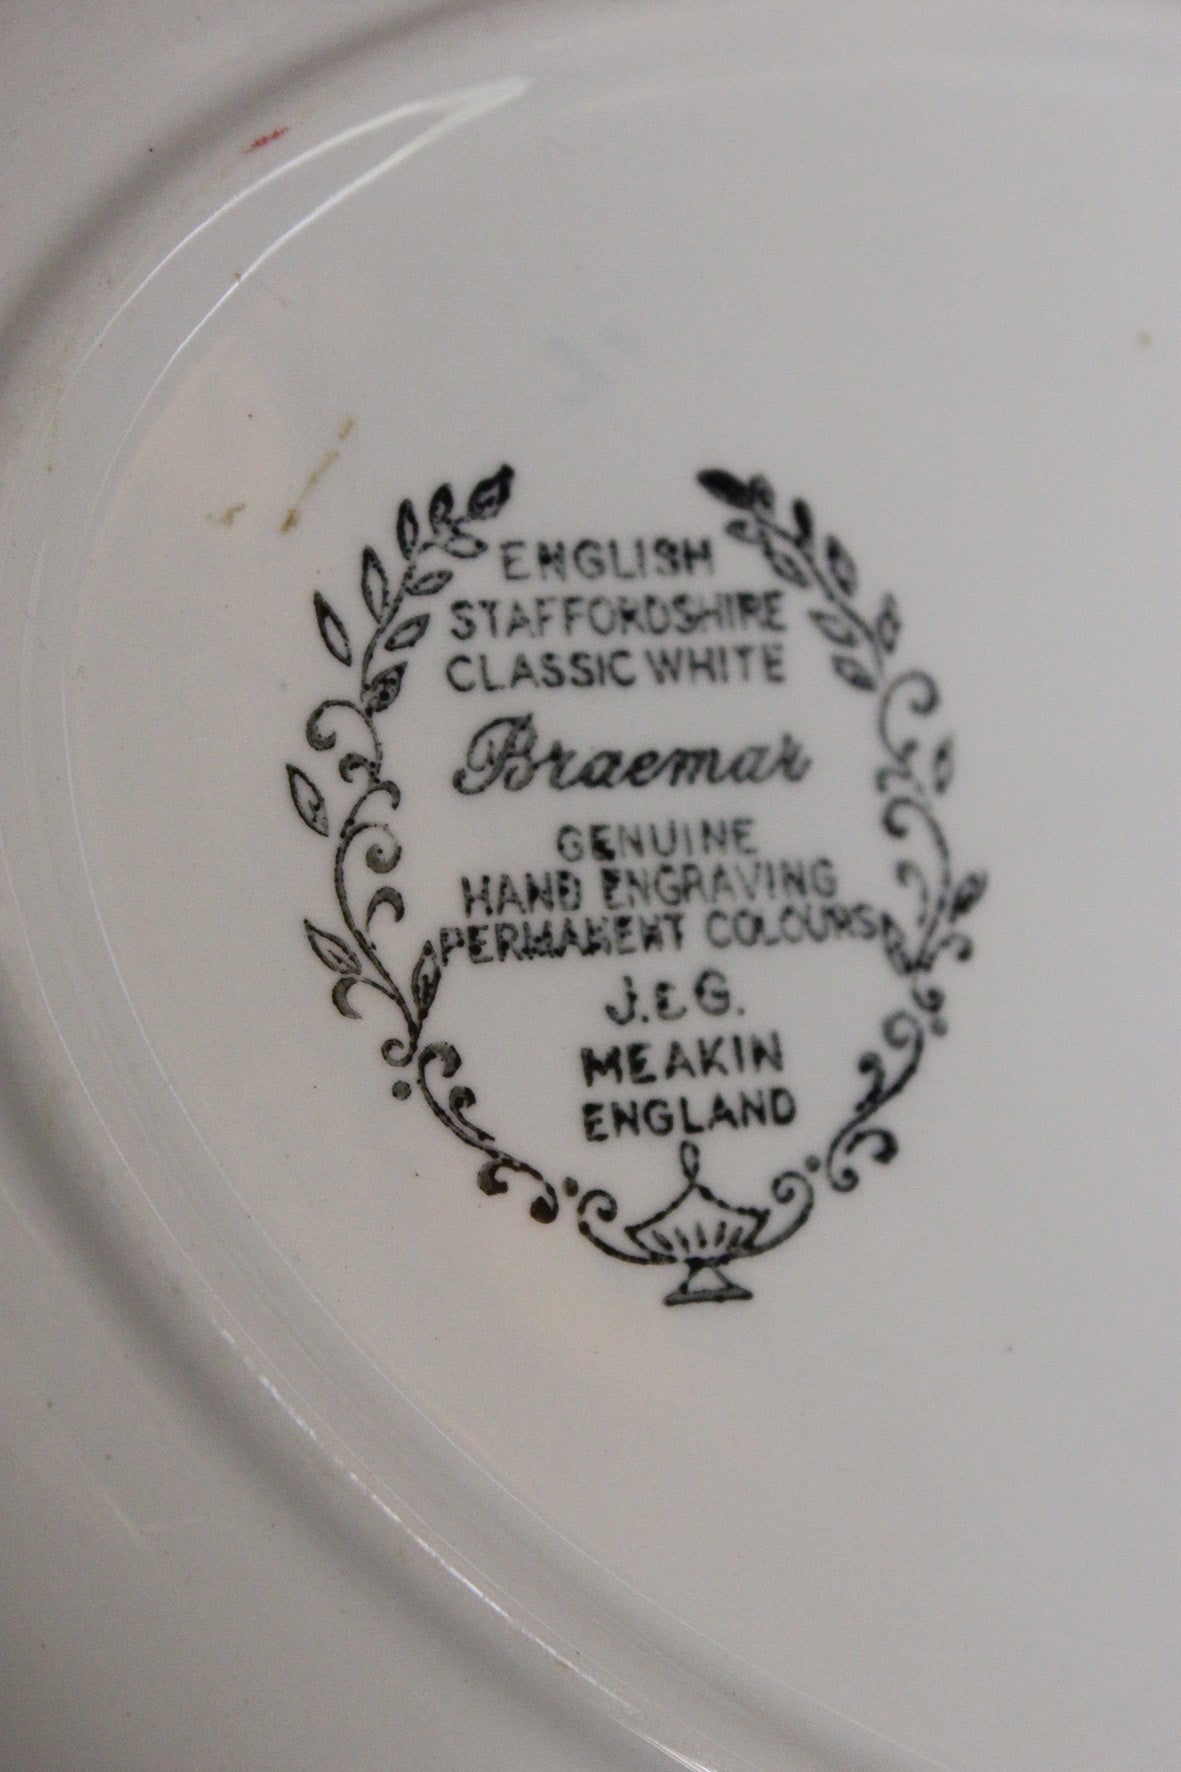 ENGLISH
STAFFORDSHIRE
CLASSIC WHITE
Braemar
GENUINE
HAND ENGRAVING
PERMANENT COLOURS
J. & G.
MEAKIN
ENGLAND